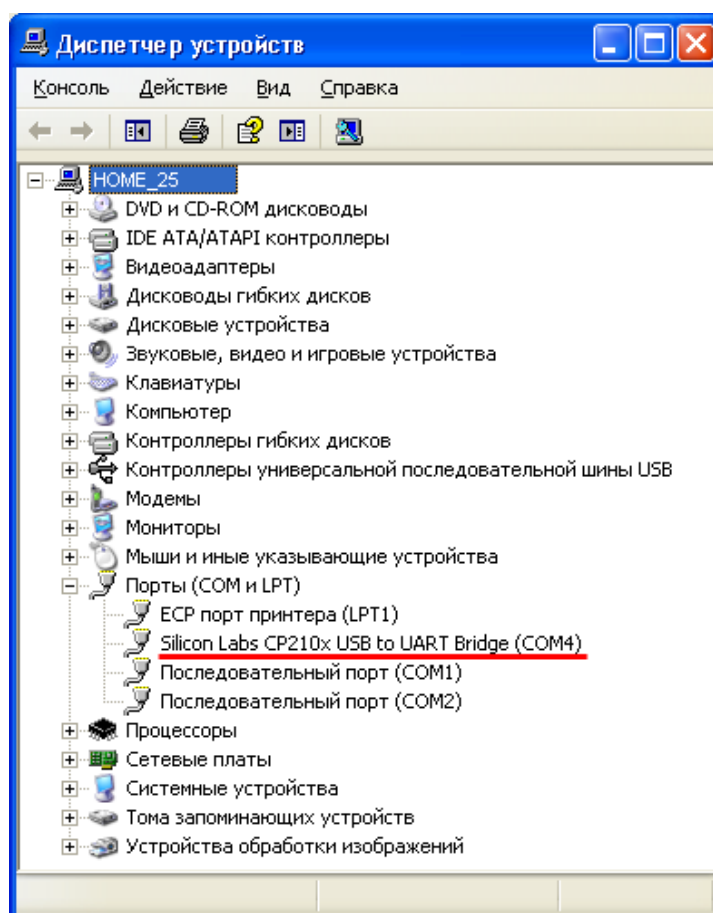 Диспетчер устройств
Консоль Действие Вид Справка
HOME_25
DVD и CD-ROM дисководы
IDE ATA/ATAPI контроллеры
Видеоадаптеры
Дисководы гибких дисков
Дисковые устройства
Звуковые, видео и игровые устройства
Клавиатуры
Компьютер
Контроллеры гибких дисков
Контроллеры универсальной последовательной шины USB
Модемы
Мониторы
Мыши и иные указывающие устройства
Порты (COM и LPT)
ECP порт принтера (LPT1)
Silicon Labs CP210x USB to UART Bridge (COM4)
Последовательный порт (COM1)
Последовательный порт (COM2)
Процессоры
Сетевые платы
Системные устройства
Тома запоминающих устройств
Устройства обработки изображений